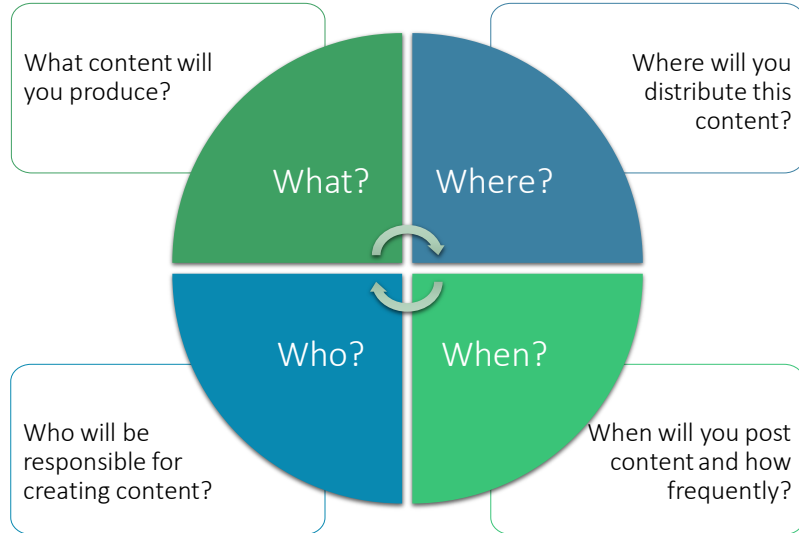 What content will
you produce?
Where will you
distribute this
content?
What?
Where?
Who?
When?
Who will be
responsible for
creating content?
When will you post
content and how
frequently?